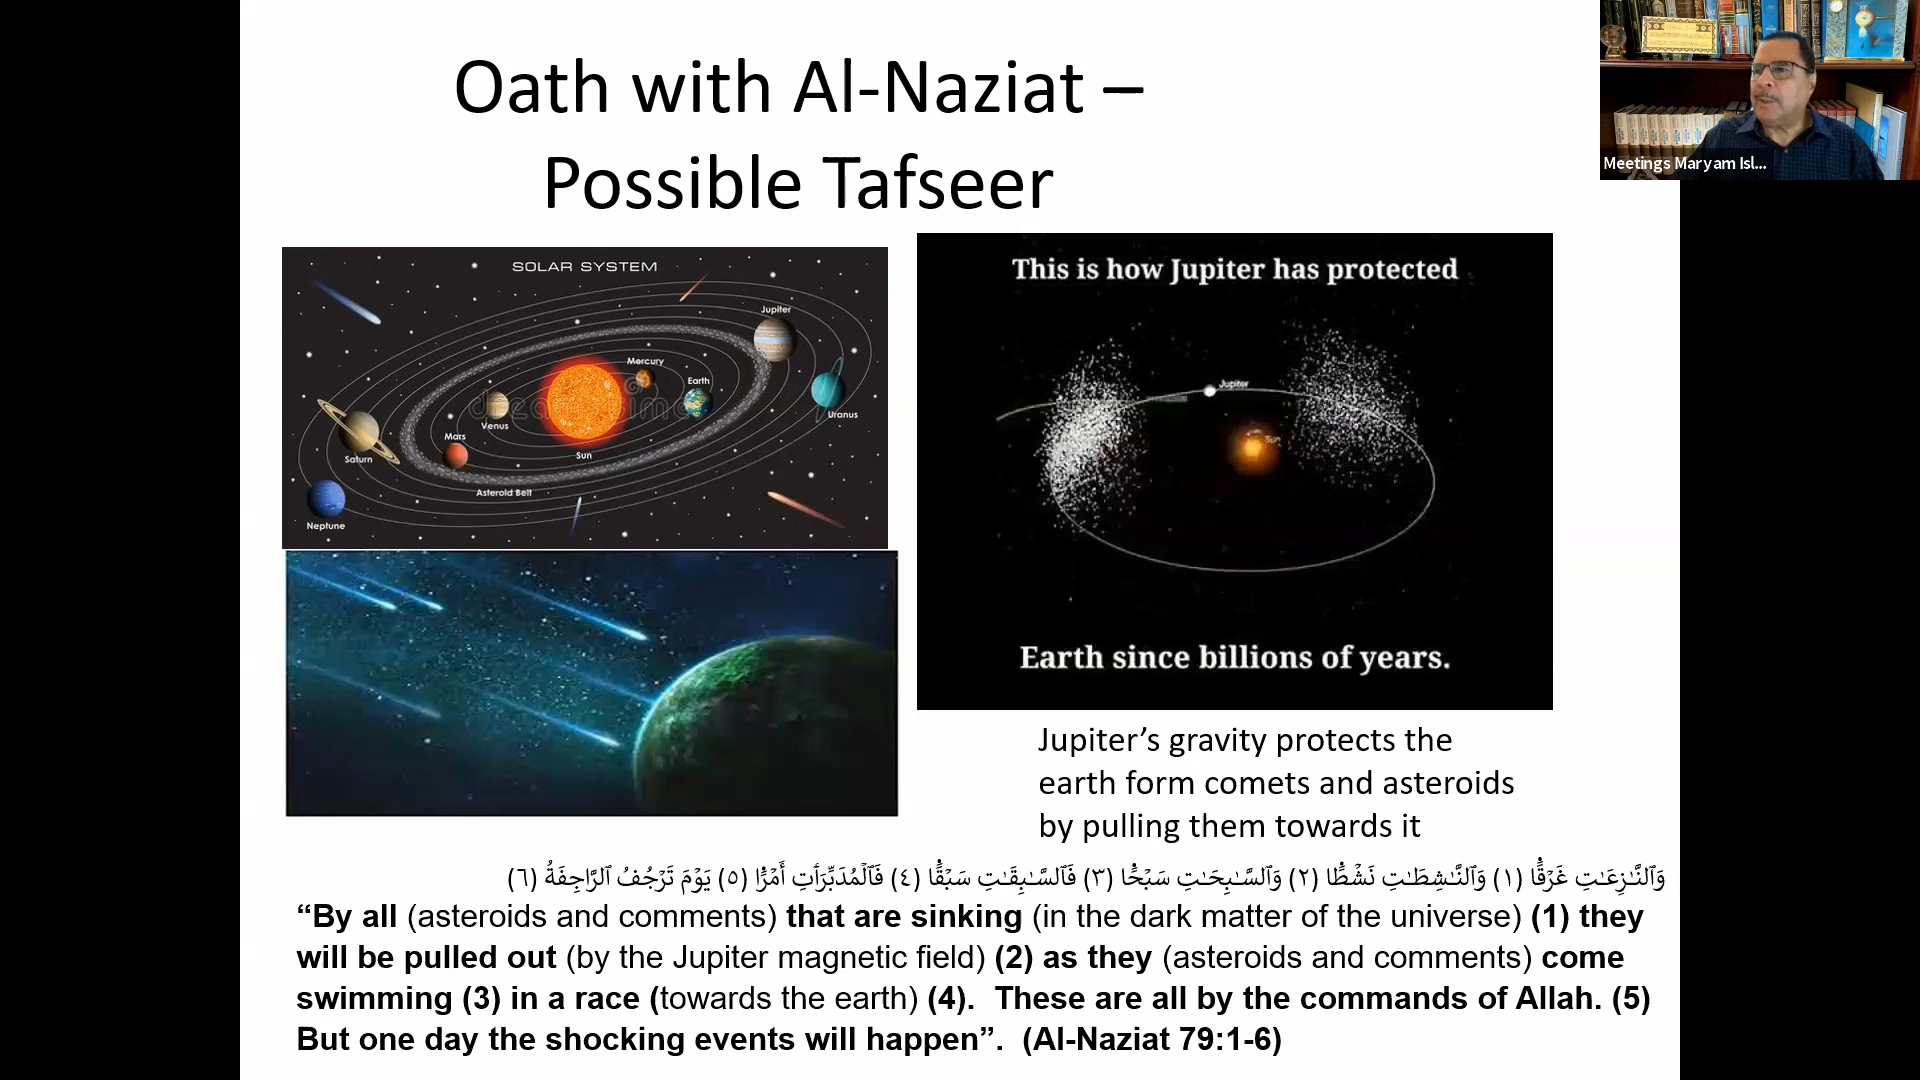 Oath with Al-Naziat –
Possible Tafseer
Meetings Maryam Isl...
SOLAR SYSTEM
Jupiter
Mercury
Earth
Uranus
Venus
Mars
Sun
Saturn
Asteroid Belt
Neptune
This is how Jupiter has protected
Jupiter
Sun
Earth since billions of years.
Jupiter’s gravity protects the
earth form comets and asteroids
by pulling them towards it
وَٱلنَّـٰزِعَـٰتِ غَرْقًۭا (١) وَٱلنَّـٰشِطَـٰتِ نَشْطًۭا (٢) وَٱلسَّـٰبِحَـٰتِ سَبْحًۭا (٣) فَٱلسَّـٰبِقَـٰتِ سَبْقًۭا (٤) فَٱلْمُدَبِّرَٰتِ أَمْرًۭا (٥) يَوْمَ تَرْجُفُ ٱلرَّاجِفَةُ (٦)
“By all (asteroids and comments) that are sinking (in the dark matter of the universe) (1) they
will be pulled out (by the Jupiter magnetic field) (2) as they (asteroids and comments) come
swimming (3) in a race (towards the earth) (4).  These are all by the commands of Allah. (5)
But one day the shocking events will happen”.  (Al-Naziat 79:1-6)